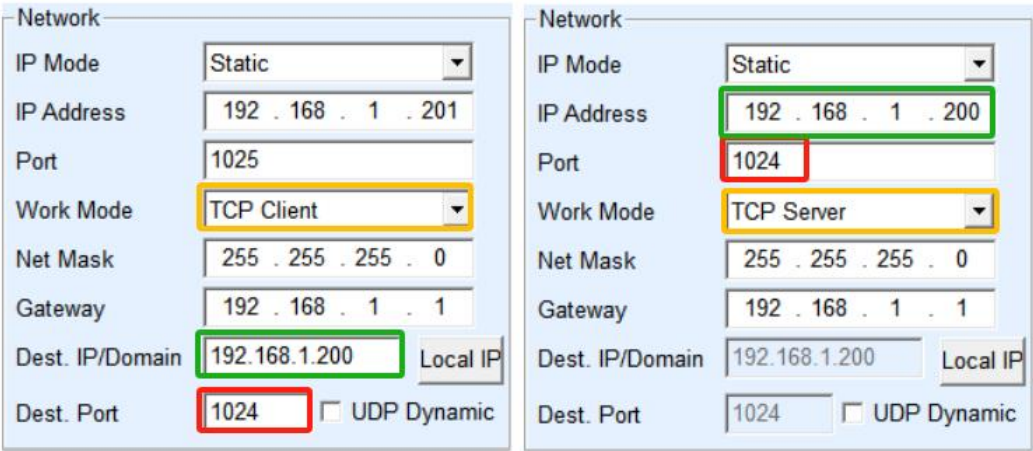 Network
IP Mode Static
IP Address 192 . 168 . 1 . 201
Port 1025
Work Mode TCP Client
Net Mask 255 . 255 . 255 . 0
Gateway 192 . 168 . 1 . 1
Dest. IP/Domain 192.168.1.200 Local IP
Dest. Port 1024 UDP Dynamic
Network
IP Mode Static
IP Address 192 . 168 . 1 . 200
Port 1024
Work Mode TCP Server
Net Mask 255 . 255 . 255 . 0
Gateway 192 . 168 . 1 . 1
Dest. IP/Domain 192.168.1.200 Local IP
Dest. Port 1024 UDP Dynamic